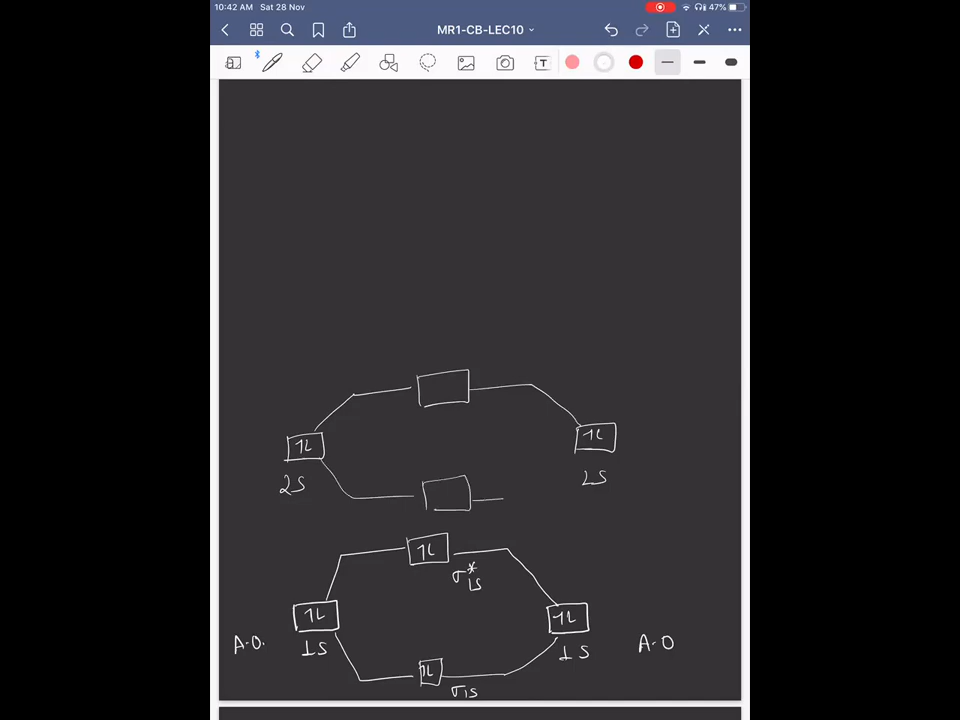 10:42 AM Sat 28 Nov 47%
MR1-CB-LEC10
T
1L 1L
2S 2S
1L
σ*1S
1L 1L
A.O. 1S 1S A.O
1L
σ1S